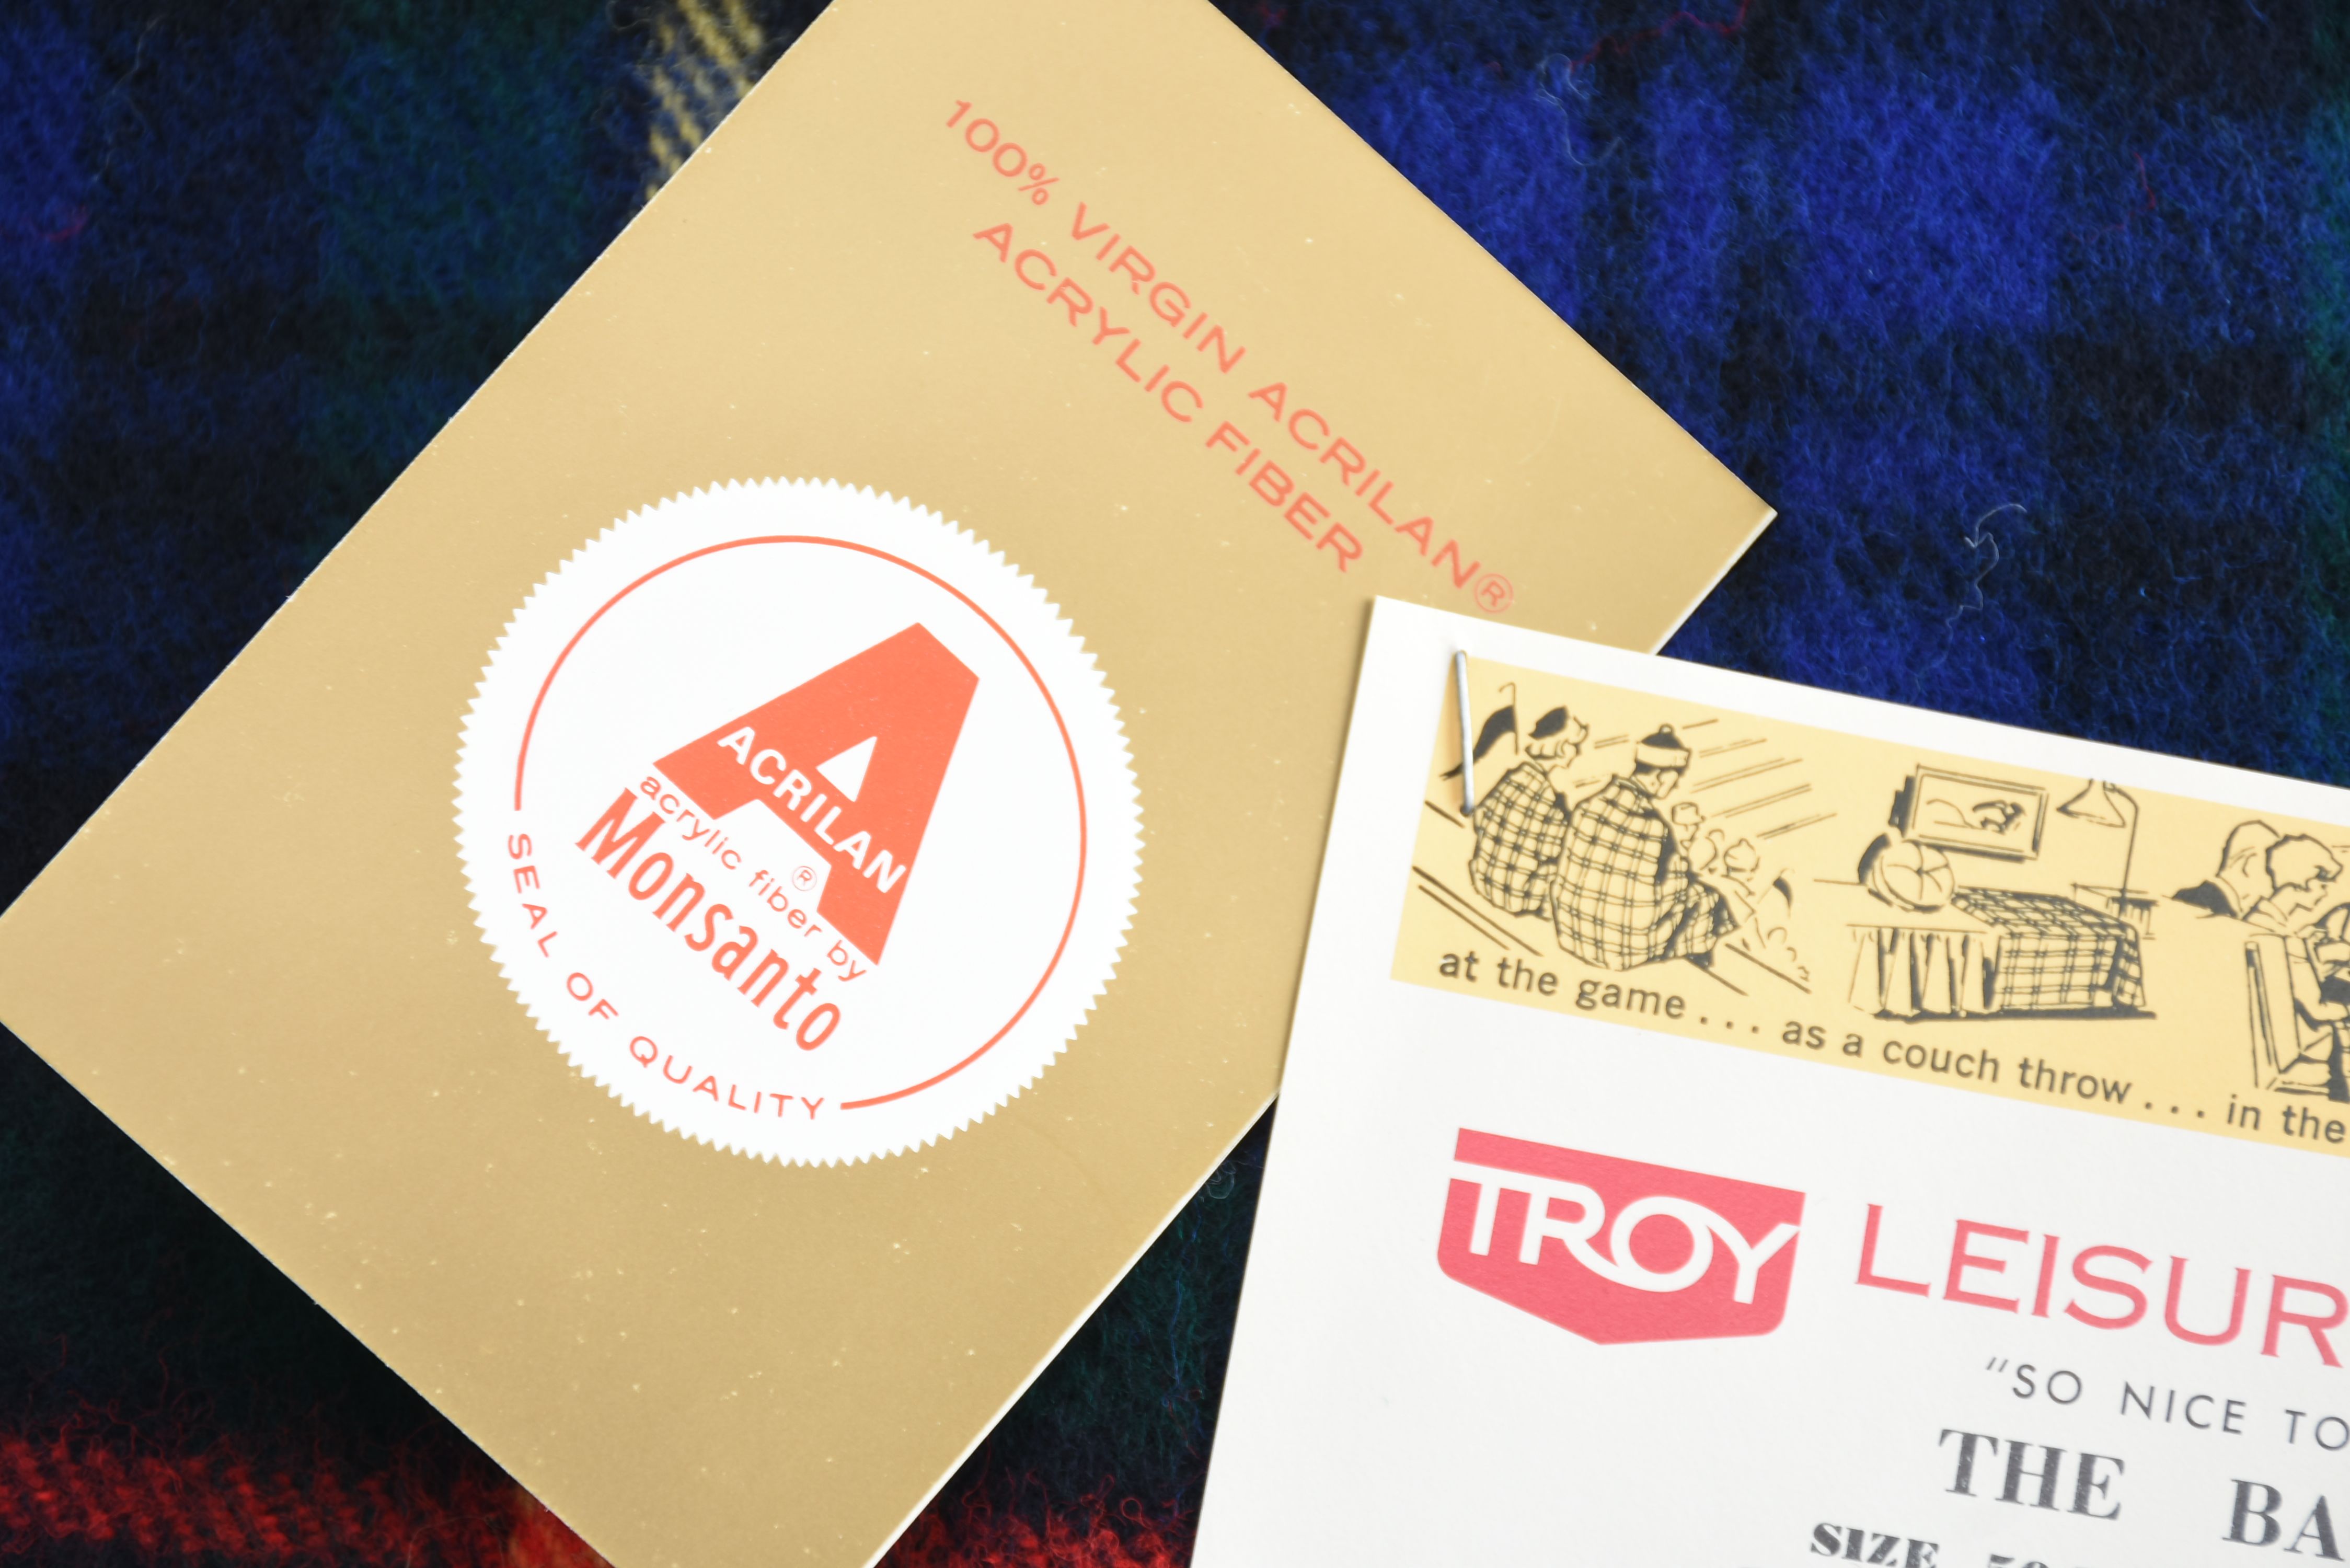 100% VIRGIN ACRILAN®
ACRYLIC FIBER
ACRILAN
®
acrylic fiber by
Monsanto
SEAL OF QUALITY
at the game . . . as a couch throw . . . in the
TROY LEISUR
"SO NICE TO
THE BA
SIZE